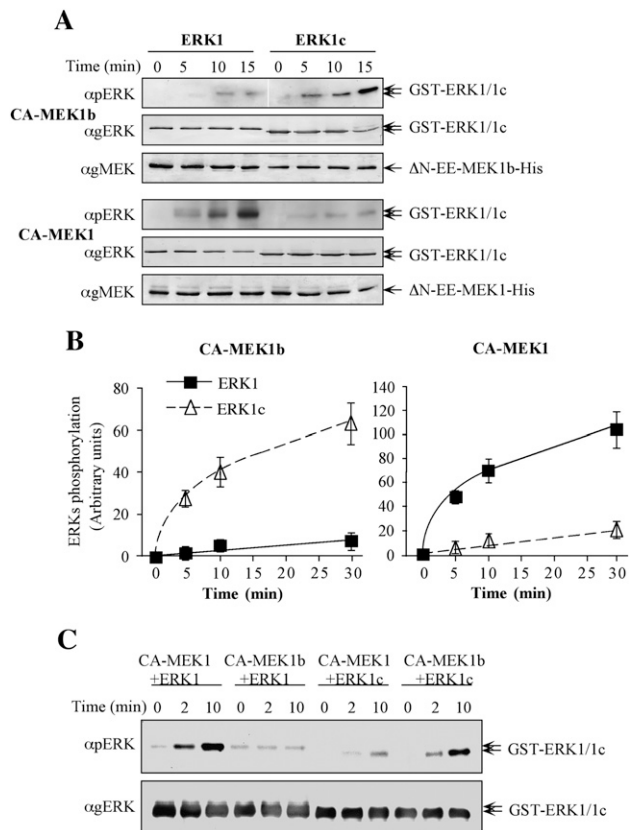 A
ERK1 ERK1c
Time (min) 0 5 10 15 0 5 10 15
αpERK GST-ERK1/1c
CA-MEK1b
αgERK GST-ERK1/1c
αgMEK ΔN-EE-MEK1b-His
αpERK GST-ERK1/1c
CA-MEK1
αgERK GST-ERK1/1c
αgMEK ΔN-EE-MEK1-His
B
CA-MEK1b CA-MEK1
ERK1
ERK1c
ERKs phosphorylation
(Arbitrary units)
80
60
40
20
0
0 5 10 15 20 25 30
Time (min)
140
120
100
80
60
40
20
0
0 5 10 15 20 25 30
Time (min)
C
CA-MEK1 CA-MEK1b CA-MEK1 CA-MEK1b
+ERK1 +ERK1 +ERK1c +ERK1c
Time (min) 0 2 10 0 2 10 0 2 10 0 2 10
αpERK GST-ERK1/1c
αgERK GST-ERK1/1c